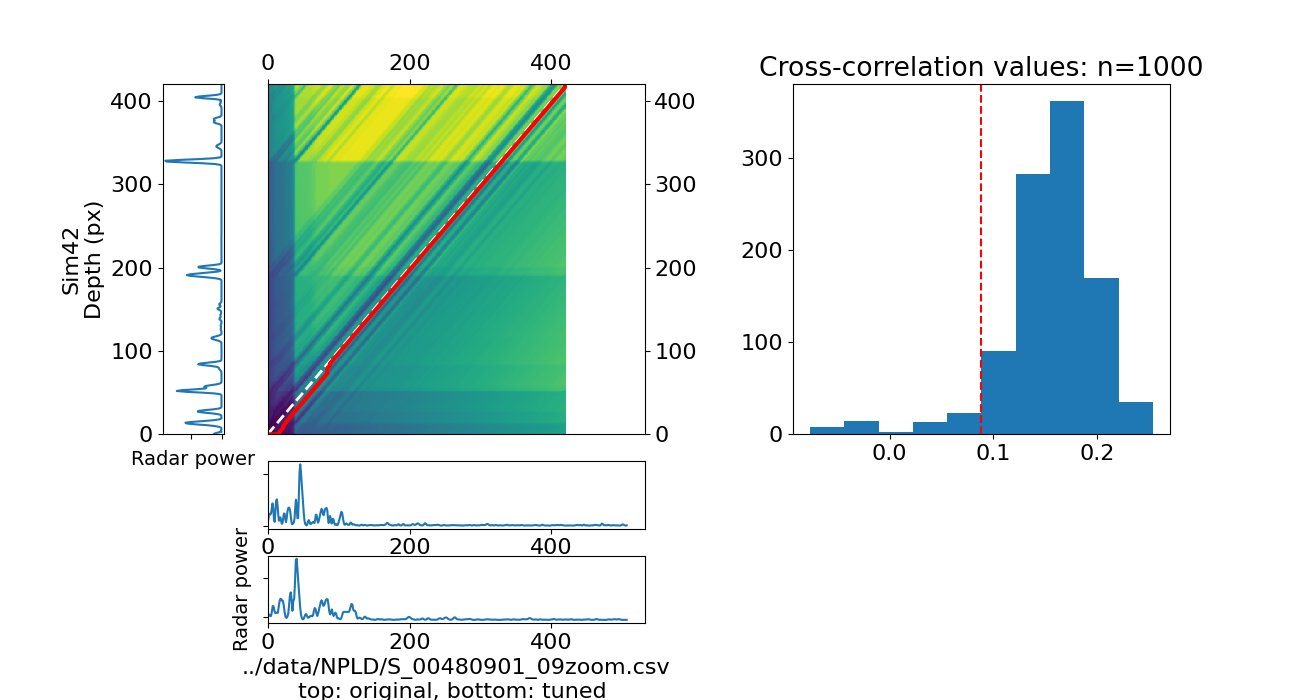 0 200 400
Cross-correlation values: n=1000
400
300
200
100
0
Sim42
Depth (px)
400
300
200
100
0
300
200
100
0
0.0 0.1 0.2
Radar power
0 200 400
Radar power
0 200 400
../data/NPLD/S_00480901_09zoom.csv
top: original, bottom: tuned